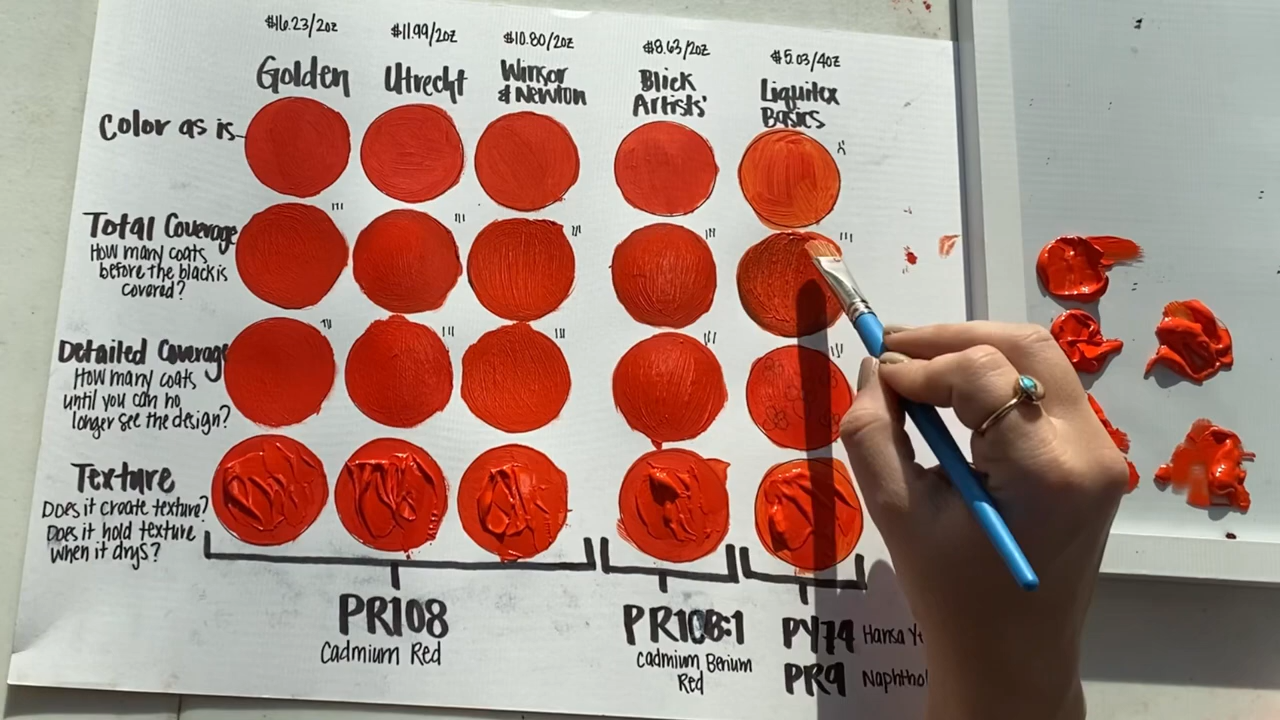 $16.23/2oz
$11.99/2oz
$10.80/2oz
$8.63/2oz
$5.03/4oz
Golden
Utrecht
Winsor
& Newton
Blick
Artists'
Liquitex
Basics
Color as is
Total Coverage
How many coats
before the black is
covered?
Detailed Coverage
How many coats
until you can no
longer see the design?
Texture
Does it create texture?
Does it hold texture
when it drys?
PR108
Cadmium Red
PR108:1
Cadmium Berium
Red
PY74 Hansa
PR9 Naphthol